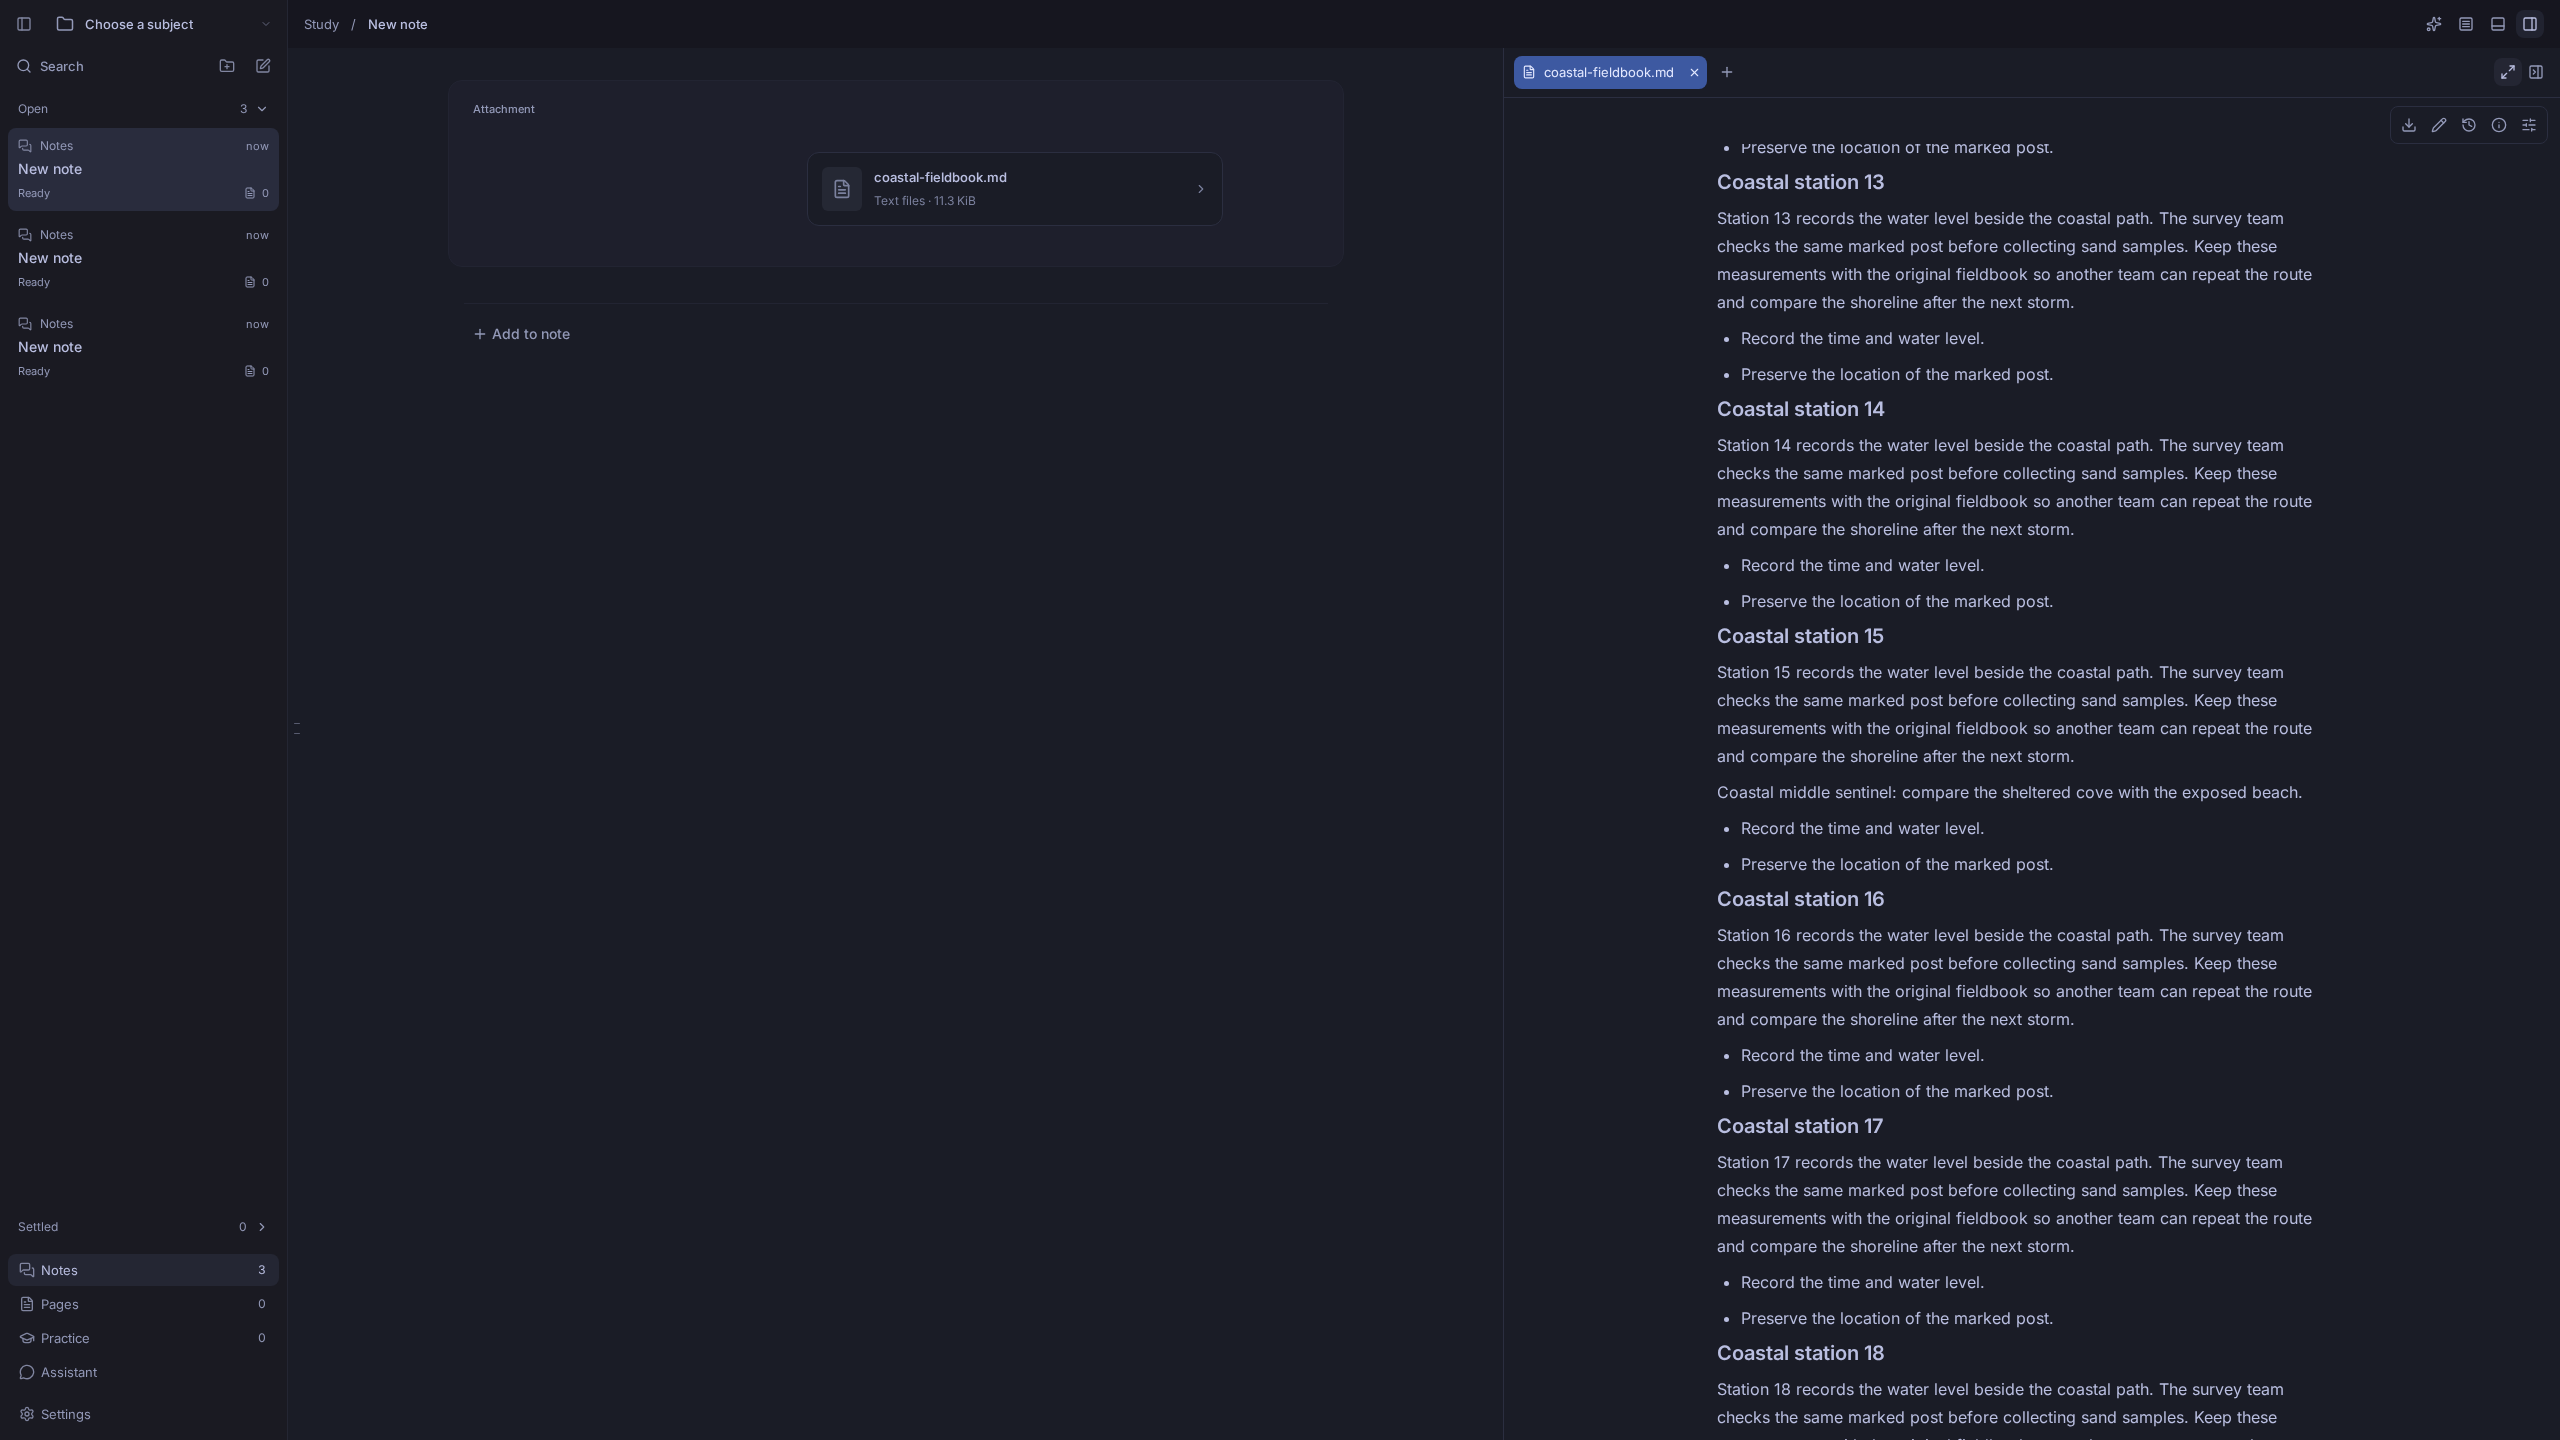 Choose a subject
Search
Open 3
Notes now
New note
Ready 0
Notes now
New note
Ready 0
Notes now
New note
Ready 0
Settled 0
Notes 3
Pages 0
Practice 0
Assistant
Settings
Study / New note
Attachment
coastal-fieldbook.md
Text files · 11.3 KiB
Add to note
coastal-fieldbook.md
• Preserve the location of the marked post.
Coastal station 13
Station 13 records the water level beside the coastal path. The survey team
checks the same marked post before collecting sand samples. Keep these
measurements with the original fieldbook so another team can repeat the route
and compare the shoreline after the next storm.
• Record the time and water level.
• Preserve the location of the marked post.
Coastal station 14
Station 14 records the water level beside the coastal path. The survey team
checks the same marked post before collecting sand samples. Keep these
measurements with the original fieldbook so another team can repeat the route
and compare the shoreline after the next storm.
• Record the time and water level.
• Preserve the location of the marked post.
Coastal station 15
Station 15 records the water level beside the coastal path. The survey team
checks the same marked post before collecting sand samples. Keep these
measurements with the original fieldbook so another team can repeat the route
and compare the shoreline after the next storm.
Coastal middle sentinel: compare the sheltered cove with the exposed beach.
• Record the time and water level.
• Preserve the location of the marked post.
Coastal station 16
Station 16 records the water level beside the coastal path. The survey team
checks the same marked post before collecting sand samples. Keep these
measurements with the original fieldbook so another team can repeat the route
and compare the shoreline after the next storm.
• Record the time and water level.
• Preserve the location of the marked post.
Coastal station 17
Station 17 records the water level beside the coastal path. The survey team
checks the same marked post before collecting sand samples. Keep these
measurements with the original fieldbook so another team can repeat the route
and compare the shoreline after the next storm.
• Record the time and water level.
• Preserve the location of the marked post.
Coastal station 18
Station 18 records the water level beside the coastal path. The survey team
checks the same marked post before collecting sand samples. Keep these